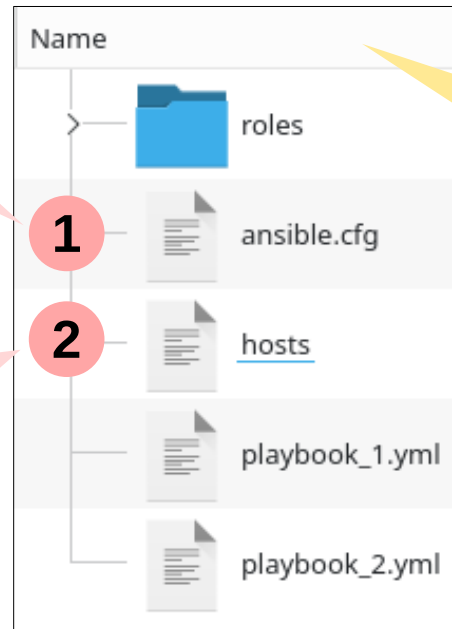 Name
roles
1 ansible.cfg
2 hosts
playbook_1.yml
playbook_2.yml